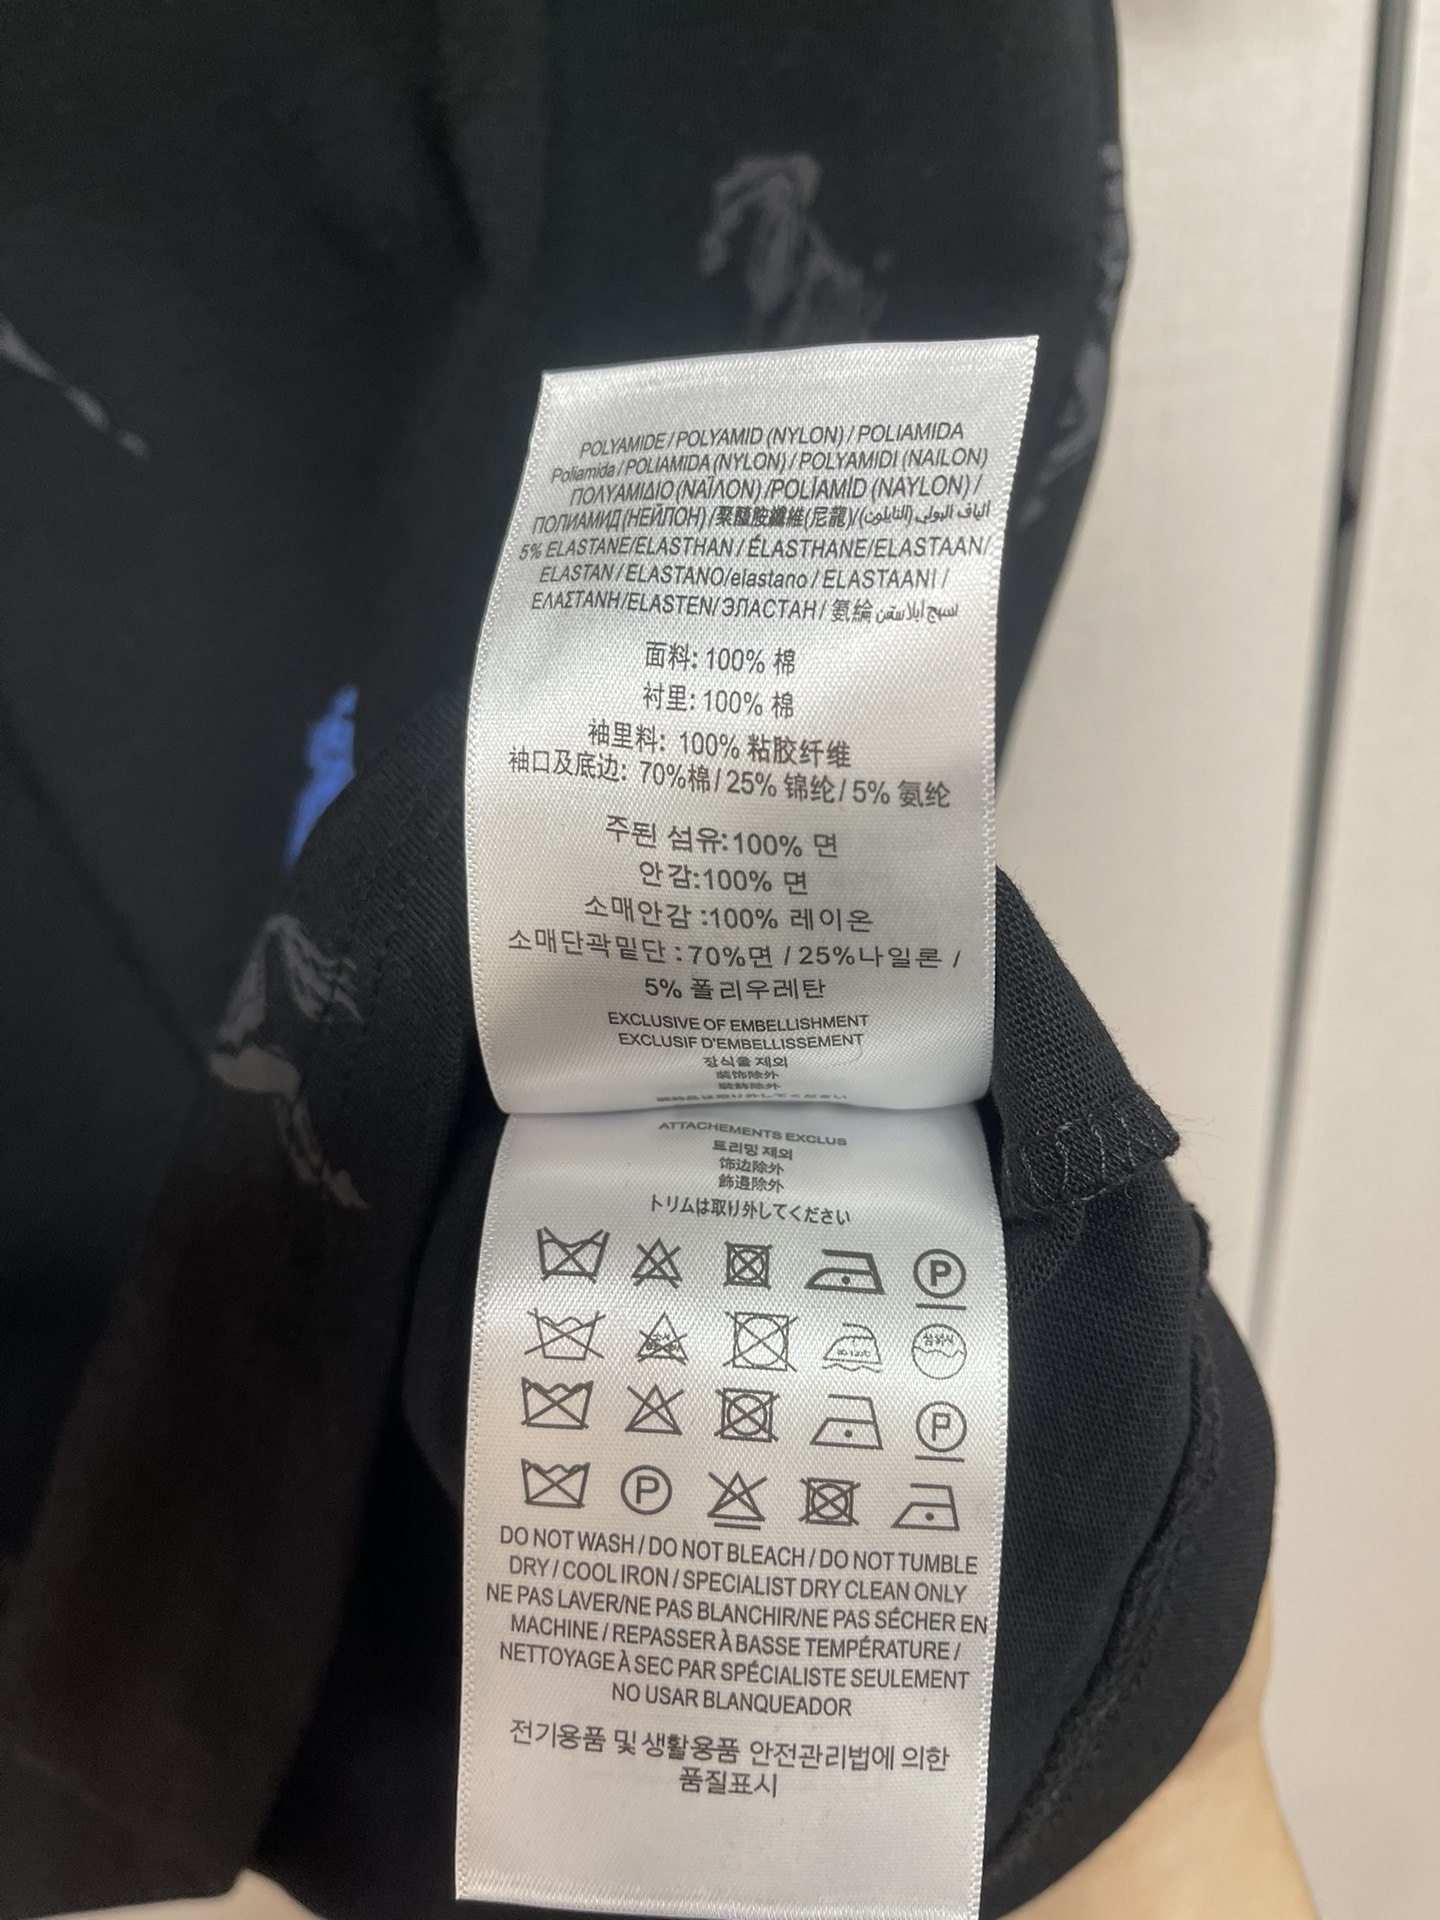 POLYAMIDE / POLYAMID (NYLON) / POLIAMIDA
Poliamida / POLIAMIDA (NYLON) / POLYAMIDI (NAILON)
ΠΟΛΥΑΜΙΔΙΟ (ΝΑΪΛΟΝ) /POLİAMİD (NAYLON) /
ПОЛИАМИД (НЕЙЛОН) /聚醯胺纖維(尼龍)/ألياف البولي (النايلون)
5% ELASTANE/ELASTHAN / ÉLASTHANE/ELASTAAN/
ELASTAN / ELASTANO/elastano / ELASTAANI /
ΕΛΑΣΤΑΝΗ/ELASTEN/ ЭЛАСТАН / 氨綸
面料: 100% 棉
衬里: 100% 棉
袖里料: 100% 粘胶纤维
袖口及底边: 70%棉/ 25% 锦纶/ 5% 氨纶
주된 섬유:100% 면
안감:100% 면
소매안감 :100% 레이온
소매단곽밑단 :70%면 / 25%나일론 /
5% 폴리우레탄
EXCLUSIVE OF EMBELLISHMENT
EXCLUSIF D'EMBELLISSEMENT
장식을 제외
装饰除外
裝飾除外
ATTACHEMENTS EXCLUS
트리밍 제외
饰边除外
飾邊除外
トリムは取り外してください
P
80-120℃
P
P
DO NOT WASH / DO NOT BLEACH / DO NOT TUMBLE
DRY / COOL IRON / SPECIALIST DRY CLEAN ONLY
NE PAS LAVER/NE PAS BLANCHIR/NE PAS SÉCHER EN
MACHINE / REPASSER À BASSE TEMPÉRATURE /
NETTOYAGE À SEC PAR SPÉCIALISTE SEULEMENT
NO USAR BLANQUEADOR
전기용품 및 생활용품 안전관리법에 의한
품질표시